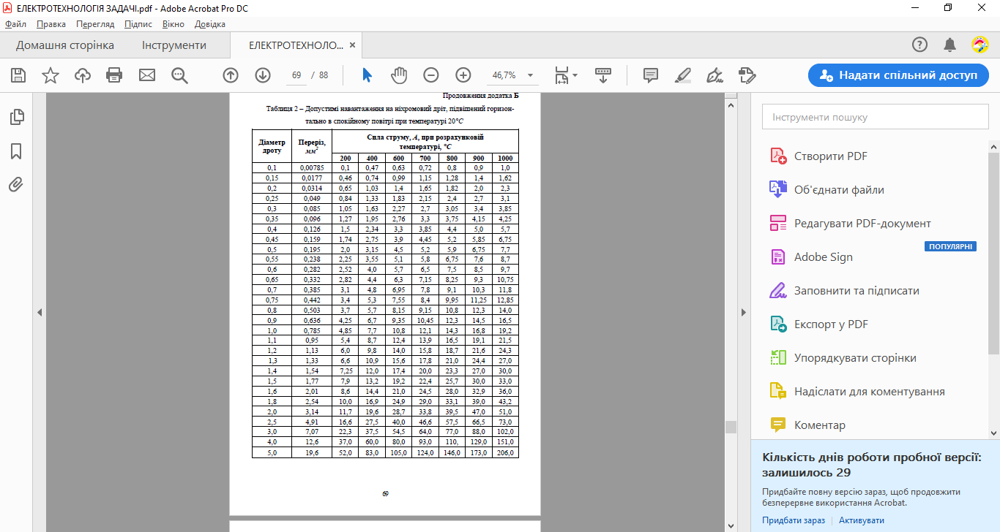 ЕЛЕКТРОТЕХНОЛОГІЯ ЗАДАЧІ.pdf - Adobe Acrobat Pro DC
Файл Правка Перегляд Підпис Вікно Довідка
Домашня сторінка Інструменти ЕЛЕКТРОТЕХНОЛО... ×
69 / 88 46,7% Надати спільний доступ
Продовження додатка Б
Таблиця 2 – Допустимі навантаження на ніхромовий дріт, підвішений горизон-
тально в спокійному повітрі при температурі 20°С
Діаметр дроту Переріз, мм² Сила струму, А, при розрахунковій температурі, °С
200 400 600 700 800 900 1000
0,1 0,00785 0,1 0,47 0,63 0,72 0,8 0,9 1,0
0,15 0,0177 0,46 0,74 0,99 1,15 1,28 1,4 1,62
0,2 0,0314 0,65 1,03 1,4 1,65 1,82 2,0 2,3
0,25 0,049 0,84 1,33 1,83 2,15 2,4 2,7 3,1
0,3 0,085 1,05 1,63 2,27 2,7 3,05 3,4 3,85
0,35 0,096 1,27 1,95 2,76 3,3 3,75 4,15 4,25
0,4 0,126 1,5 2,34 3,3 3,85 4,4 5,0 5,7
0,45 0,159 1,74 2,75 3,9 4,45 5,2 5,85 6,75
0,5 0,195 2,0 3,15 4,5 5,2 5,9 6,75 7,7
0,55 0,238 2,25 3,55 5,1 5,8 6,75 7,6 8,7
0,6 0,282 2,52 4,0 5,7 6,5 7,5 8,5 9,7
0,65 0,332 2,82 4,4 6,3 7,15 8,25 9,3 10,75
0,7 0,385 3,1 4,8 6,95 7,8 9,1 10,3 11,8
0,75 0,442 3,4 5,3 7,55 8,4 9,95 11,25 12,85
0,8 0,503 3,7 5,7 8,15 9,15 10,8 12,3 14,0
0,9 0,636 4,25 6,7 9,35 10,45 12,3 14,5 16,5
1,0 0,785 4,85 7,7 10,8 12,1 14,3 16,8 19,2
1,1 0,95 5,4 8,7 12,4 13,9 16,5 19,1 21,5
1,2 1,13 6,0 9,8 14,0 15,8 18,7 21,6 24,3
1,3 1,33 6,6 10,9 15,6 17,8 21,0 24,4 27,0
1,4 1,54 7,25 12,0 17,4 20,0 23,3 27,0 30,0
1,5 1,77 7,9 13,2 19,2 22,4 25,7 30,0 33,0
1,6 2,01 8,6 14,4 21,0 24,5 28,0 32,9 36,0
1,8 2,54 10,0 16,9 24,9 29,0 33,1 39,0 43,2
2,0 3,14 11,7 19,6 28,7 33,8 39,5 47,0 51,0
2,5 4,91 16,6 27,5 40,0 46,6 57,5 66,5 73,0
3,0 7,07 22,3 37,5 54,5 64,0 77,0 88,0 102,0
4,0 12,6 37,0 60,0 80,0 93,0 110, 129,0 151,0
5,0 19,6 52,0 83,0 105,0 124,0 146,0 173,0 206,0
69
Інструменти пошуку
Створити PDF
Об'єднати файли
Редагувати PDF-документ
ПОПУЛЯРНІ
Adobe Sign
Заповнити та підписати
Експорт у PDF
Упорядкувати сторінки
Надіслати для коментування
Коментар
Кількість днів роботи пробної версії:
залишилось 29
Придбайте повну версію зараз, щоб продовжити
безперервне використання Acrobat.
Придбати зараз | Активувати